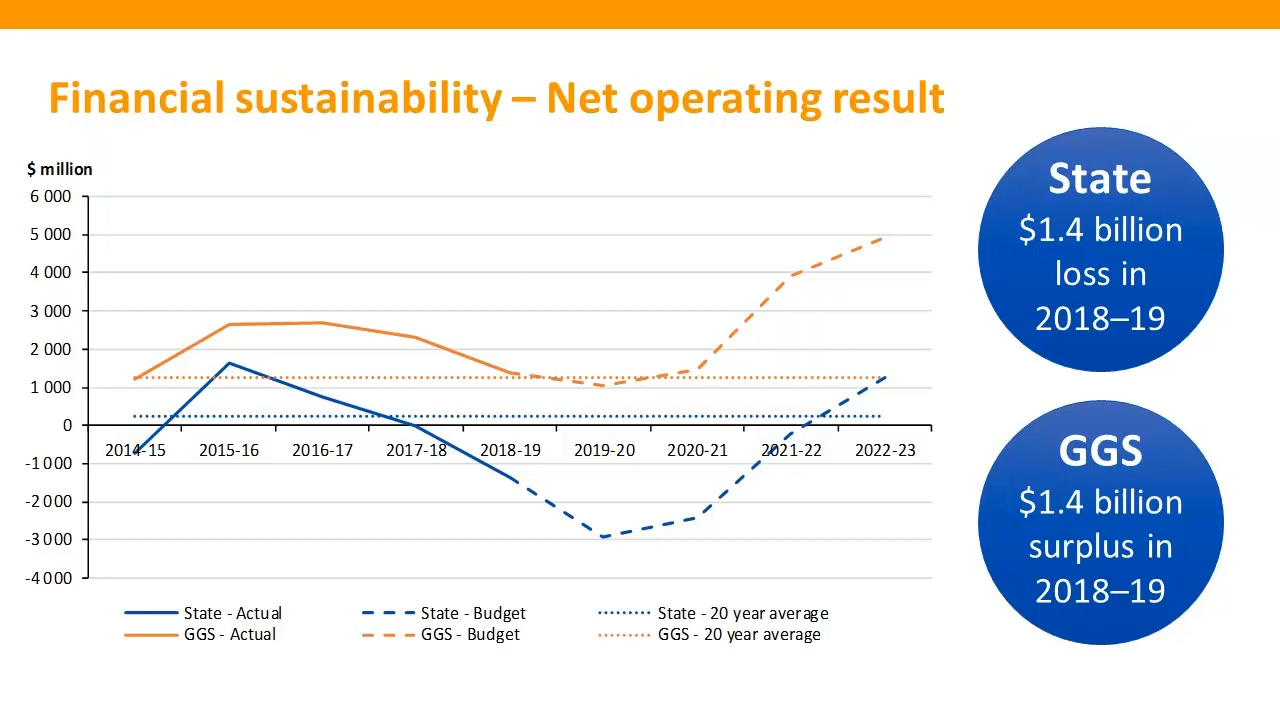 Financial sustainability – Net operating result
$ million
6 000
5 000
4 000
3 000
2 000
1 000
0
-1 000
-2 000
-3 000
-4 000
2014-15 2015-16 2016-17 2017-18 2018-19 2019-20 2020-21 2021-22 2022-23
State - Actual State - Budget State - 20 year average
GGS - Actual GGS - Budget GGS - 20 year average
State
$1.4 billion
loss in
2018–19
GGS
$1.4 billion
surplus in
2018–19